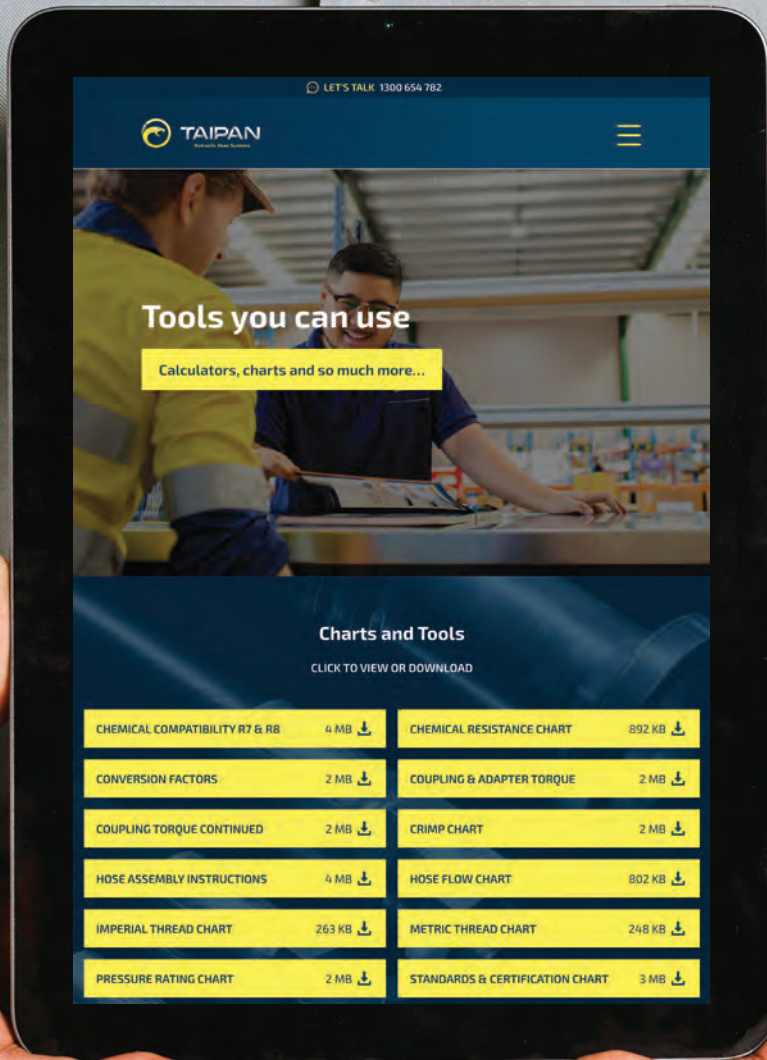 LET'S TALK 1300 654 782
TAIPAN
Hydraulic Hose Systems
Tools you can use
Calculators, charts and so much more...
Charts and Tools
CLICK TO VIEW OR DOWNLOAD
CHEMICAL COMPATIBILITY R7 & R8 4 MB
CHEMICAL RESISTANCE CHART 892 KB
CONVERSION FACTORS 2 MB
COUPLING & ADAPTER TORQUE 2 MB
COUPLING TORQUE CONTINUED 2 MB
CRIMP CHART 2 MB
HOSE ASSEMBLY INSTRUCTIONS 4 MB
HOSE FLOW CHART 802 KB
IMPERIAL THREAD CHART 263 KB
METRIC THREAD CHART 248 KB
PRESSURE RATING CHART 2 MB
STANDARDS & CERTIFICATION CHART 3 MB